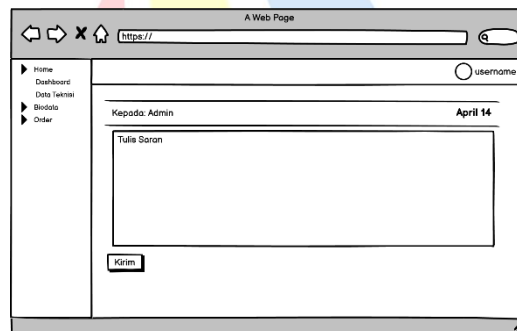 A Web Page
https://
Home
Dashboard
Data Teknisi
Biodata
Order
username
Kepada: Admin
April 14
Tulis Saran
Kirim